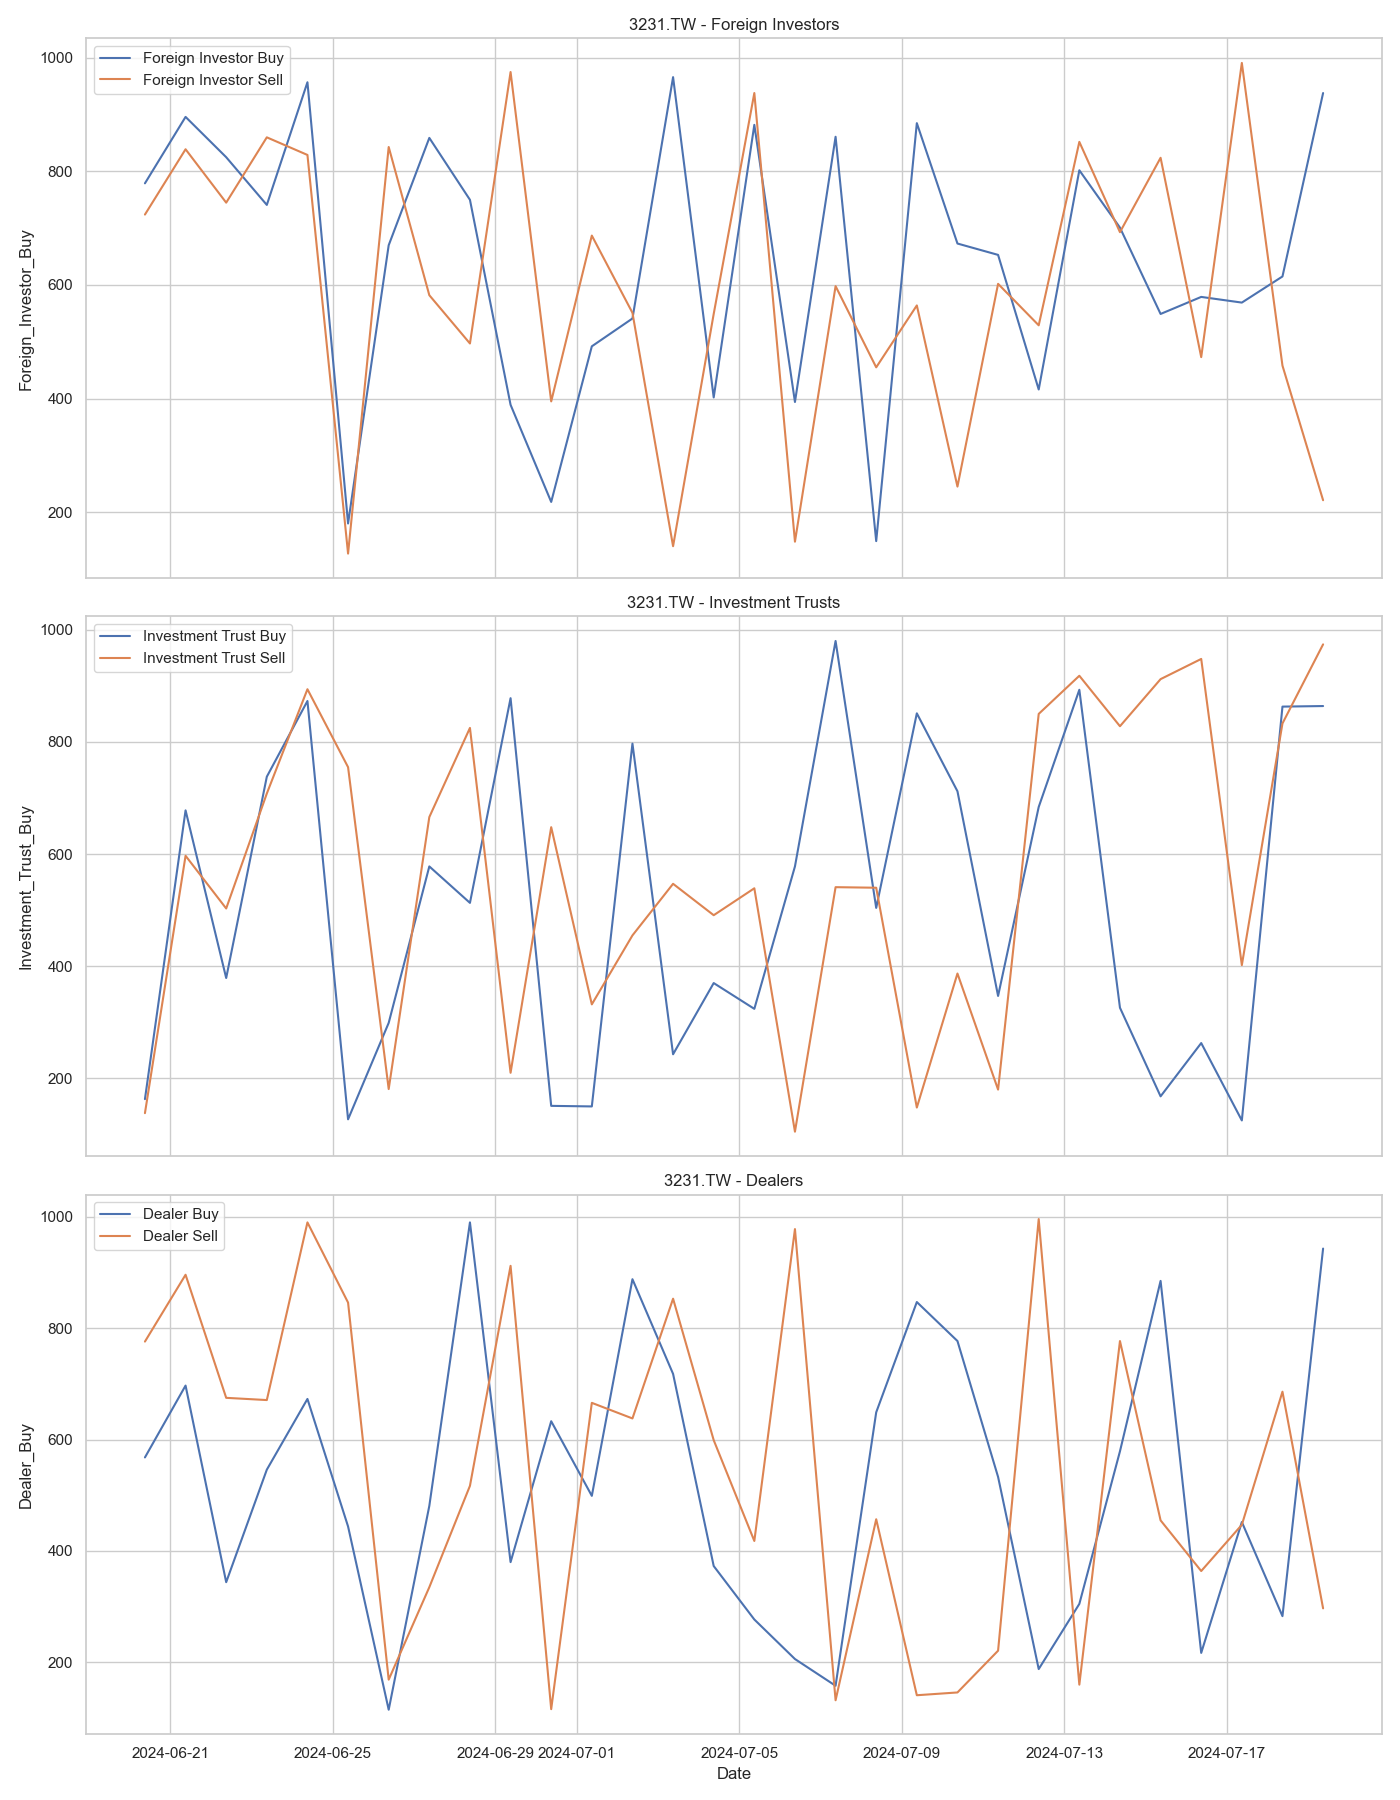 3231.TW - Foreign Investors
Foreign Investor Buy
Foreign Investor Sell
1000
800
600
400
200
Foreign_Investor_Buy
3231.TW - Investment Trusts
Investment Trust Buy
Investment Trust Sell
1000
800
600
400
200
Investment_Trust_Buy
3231.TW - Dealers
Dealer Buy
Dealer Sell
1000
800
600
400
200
Dealer_Buy
2024-06-21 2024-06-25 2024-06-29 2024-07-01 2024-07-05 2024-07-09 2024-07-13 2024-07-17
Date